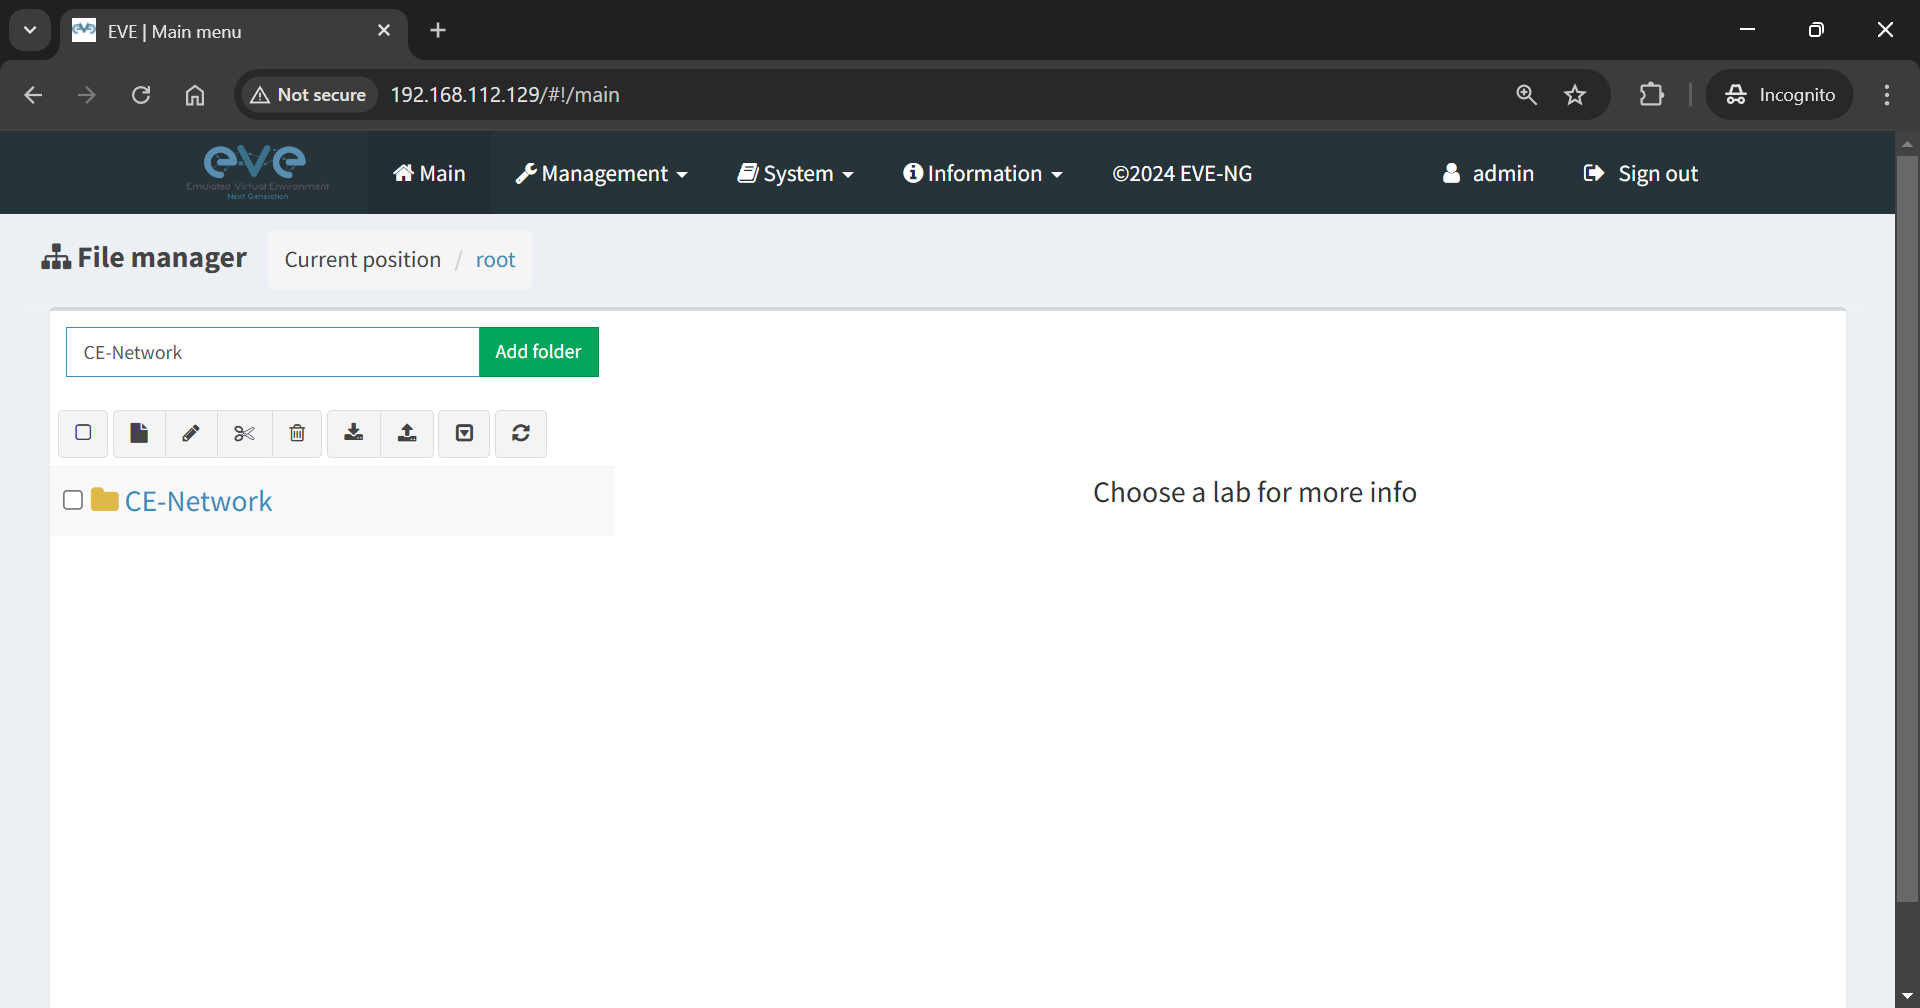 EVE | Main menu
Not secure 192.168.112.129/#!/main Incognito
eve
Emulated Virtual Environment
Next Generation
Main Management System Information ©2024 EVE-NG admin Sign out
File manager Current position / root
CE-Network Add folder
CE-Network
Choose a lab for more info